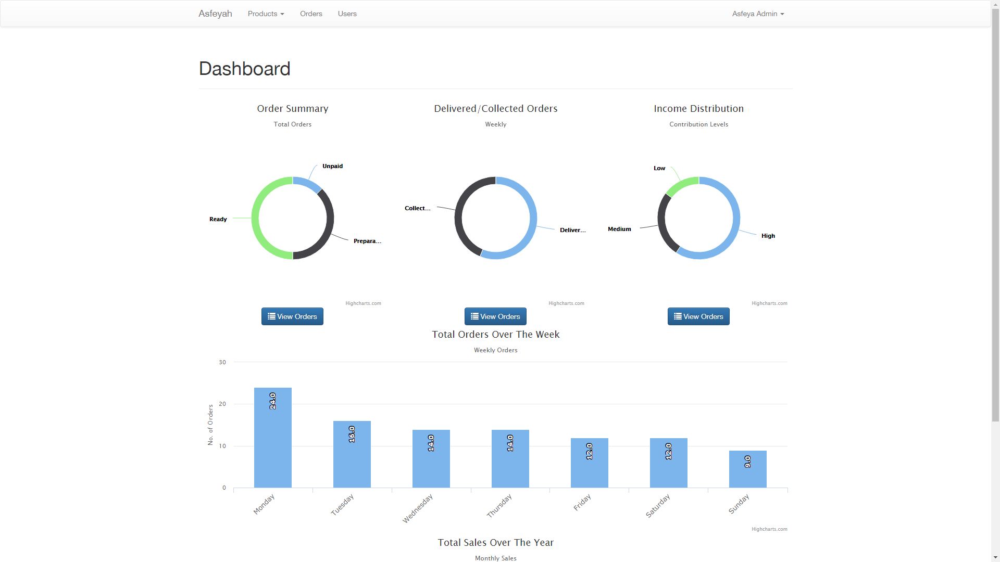 Asfeyah Products Orders Users Asfeya Admin
Dashboard
Order Summary
Total Orders
Unpaid
Ready
Prepara...
Highcharts.com
View Orders
Delivered/Collected Orders
Weekly
Collect...
Deliver...
Highcharts.com
View Orders
Income Distribution
Contribution Levels
Low
Medium
High
Highcharts.com
View Orders
Total Orders Over The Week
Weekly Orders
No. of Orders
30
20
10
0
24.0
16.0
14.0
14.0
12.0
12.0
9.0
Monday
Tuesday
Wednesday
Thursday
Friday
Saturday
Sunday
Highcharts.com
Total Sales Over The Year
Monthly Sales